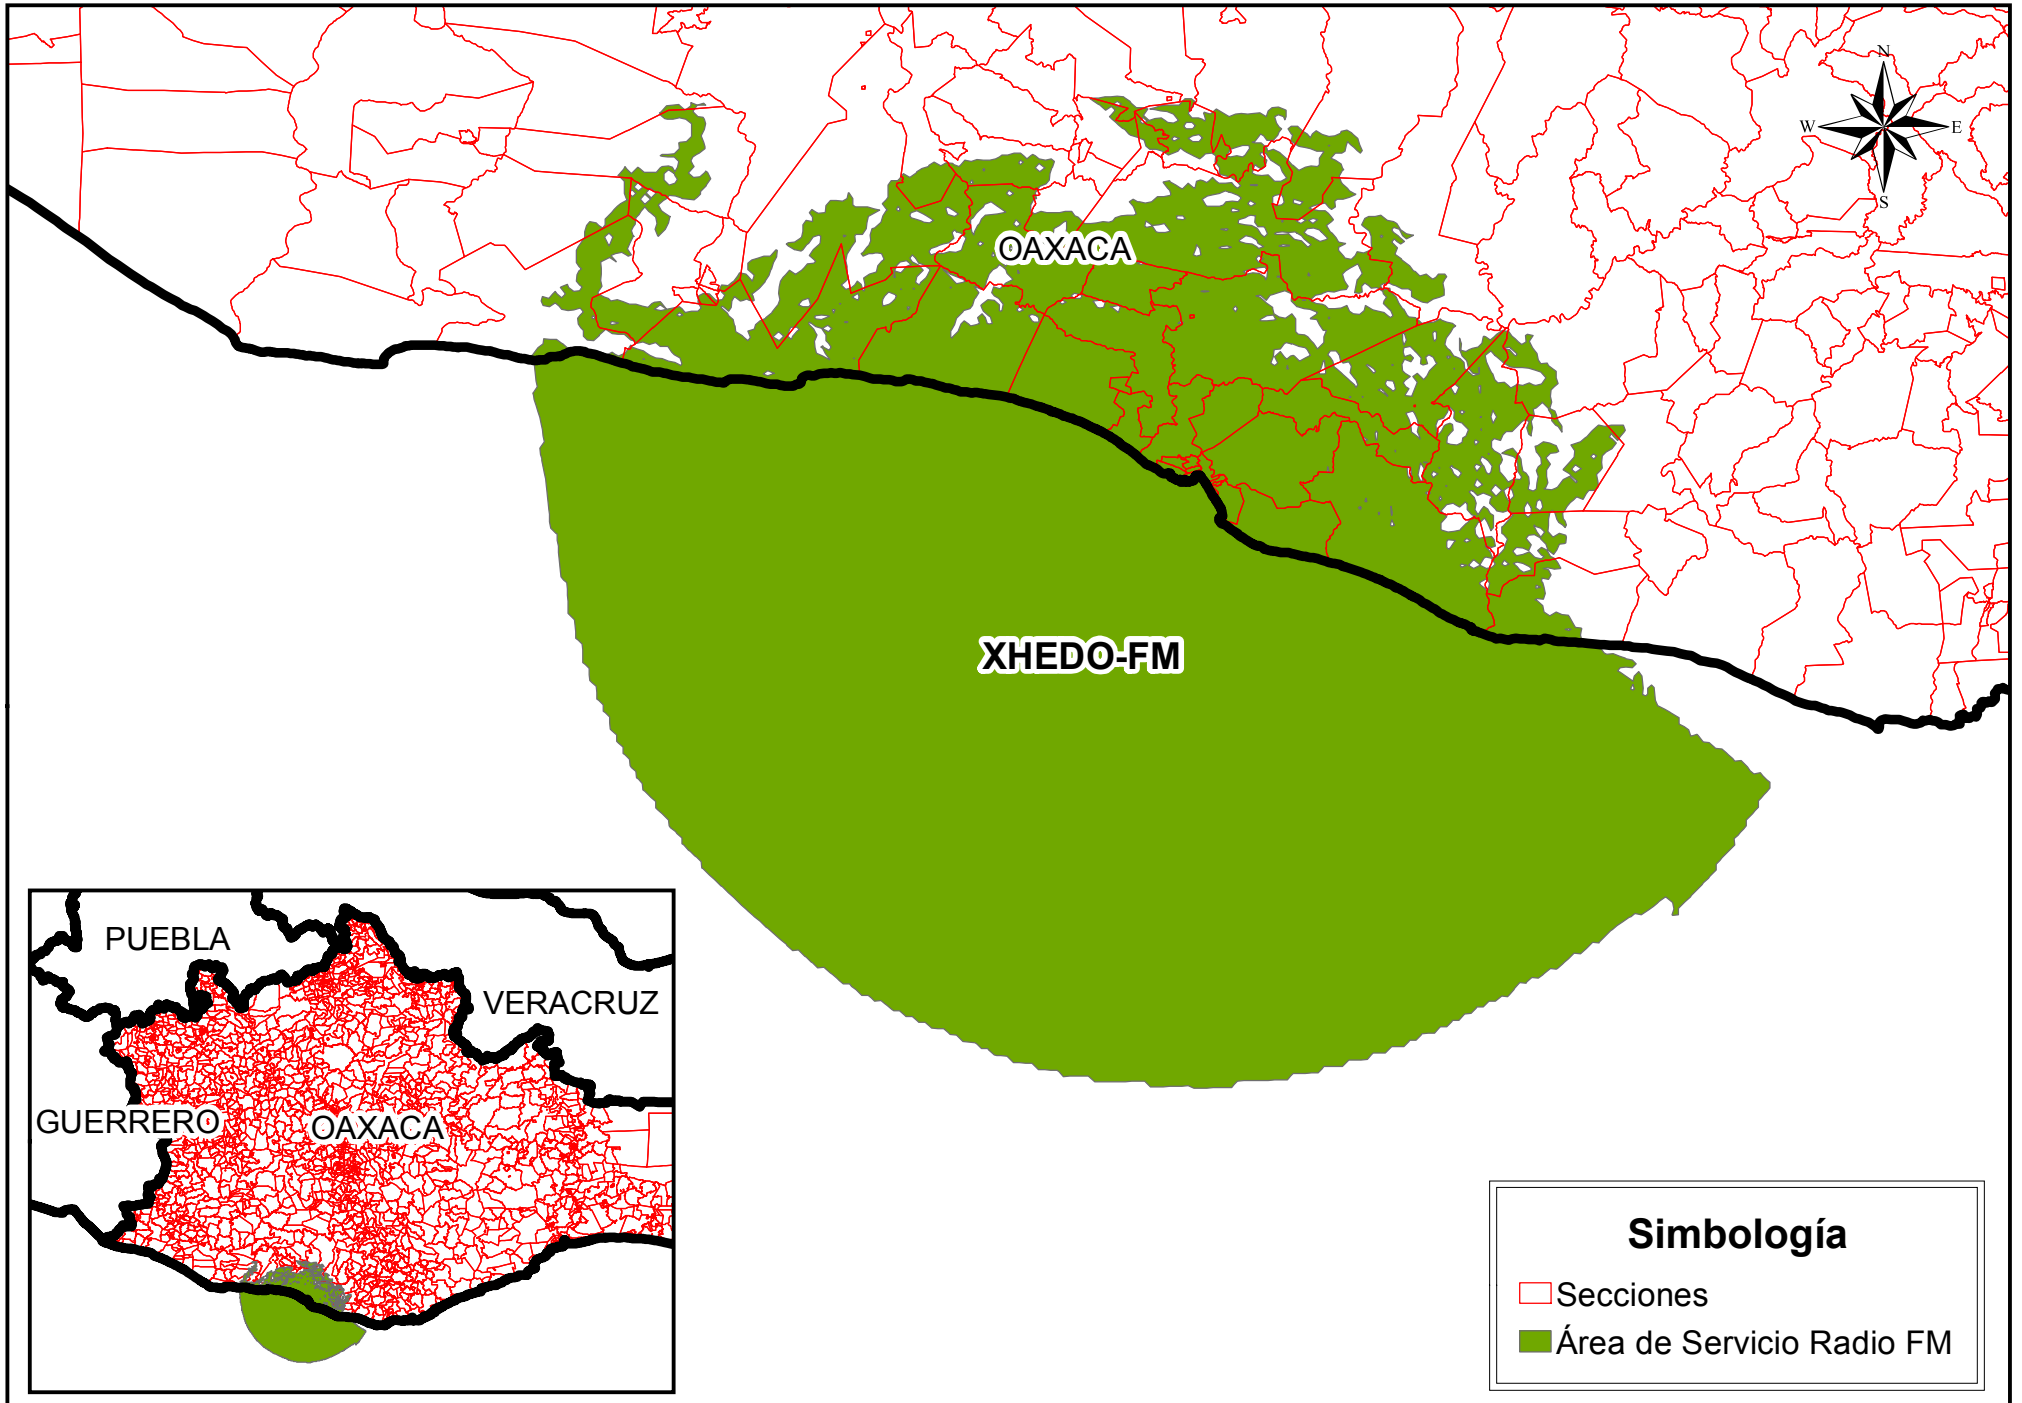 N
W E
S
OAXACA
XHEDO-FM
PUEBLA
VERACRUZ
GUERRERO
OAXACA
Simbología
Secciones
Área de Servicio Radio FM